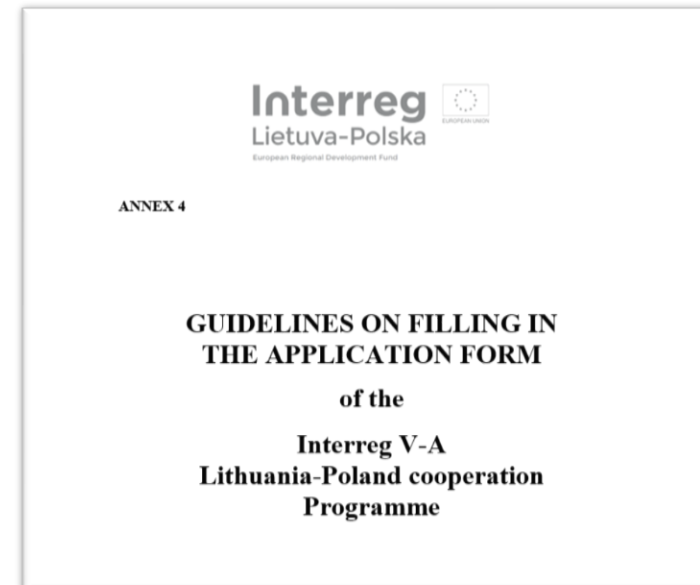 Interreg
EUROPEAN UNION
Lietuva-Polska
European Regional Development Fund
ANNEX 4
GUIDELINES ON FILLING IN
THE APPLICATION FORM
of the
Interreg V-A
Lithuania-Poland cooperation
Programme